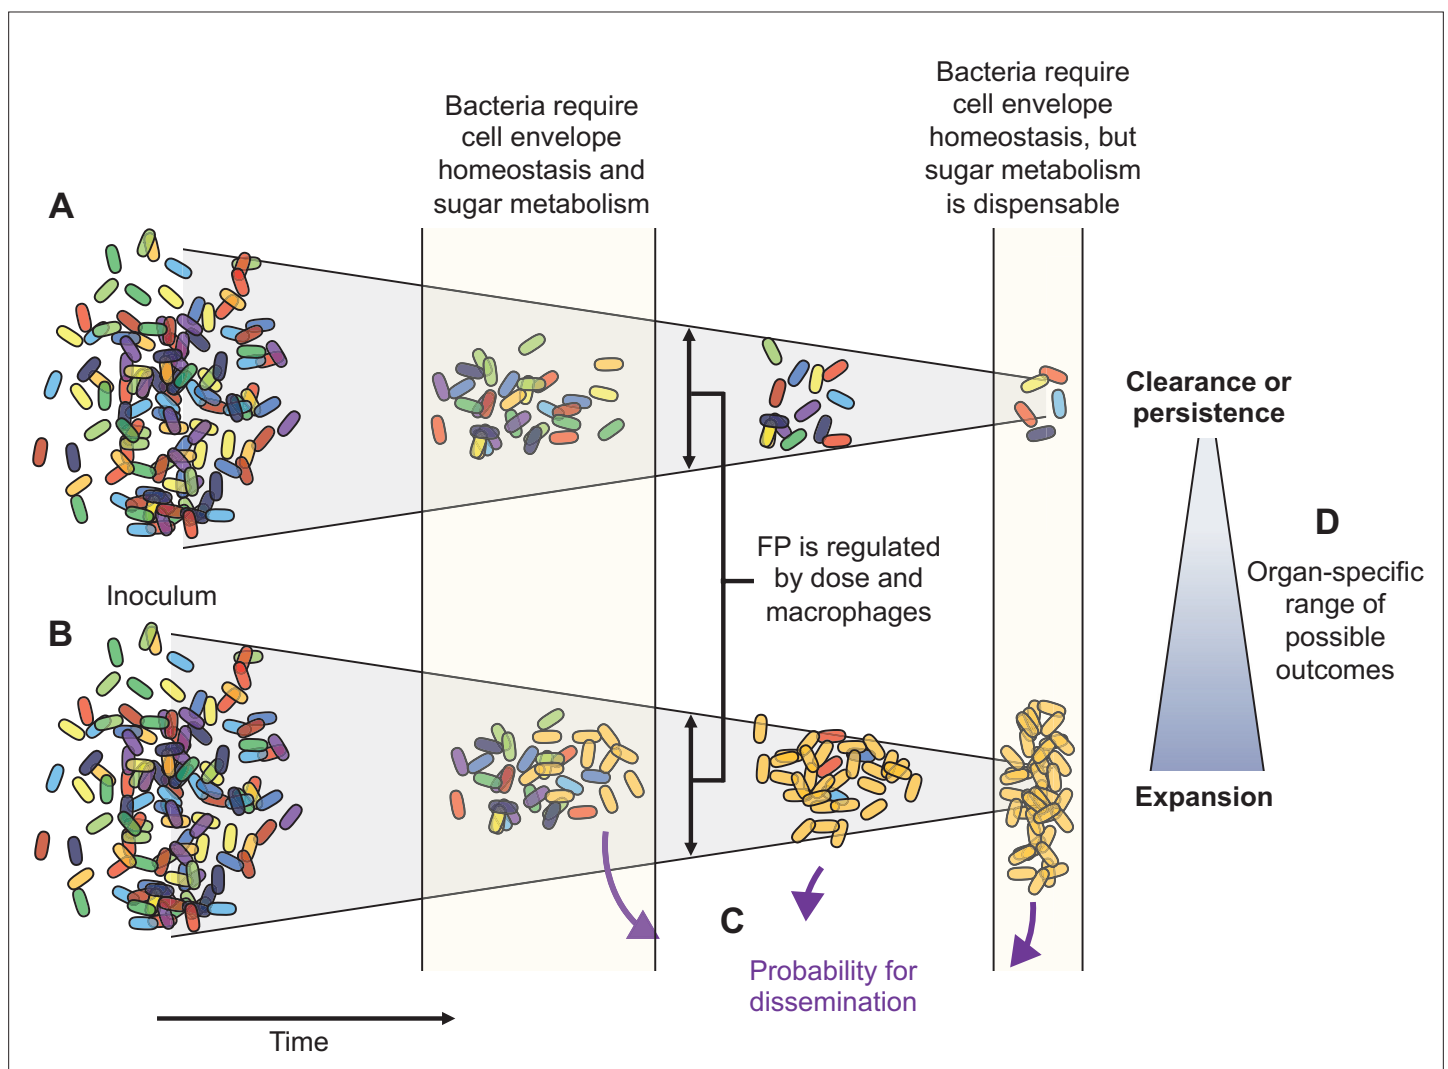 Bacteria require
cell envelope
homeostasis and
sugar metabolism
Bacteria require
cell envelope
homeostasis, but
sugar metabolism
is dispensable
A
Clearance or
persistence
D
Organ-specific
range of
possible
outcomes
Expansion
FP is regulated
by dose and
macrophages
Inoculum
B
C
Probability for
dissemination
Time